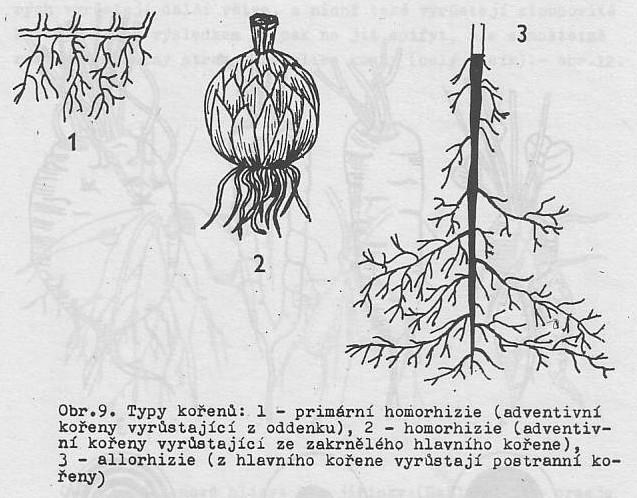 3
1
2
Obr.9. Typy kořenů: 1 - primární homorhizie (adventivní
kořeny vyrůstající z oddenku), 2 - homorhizie (adventiv-
ní kořeny vyrůstající ze zakrnělého hlavního kořene),
3 - allorhizie (z hlavního kořene vyrůstají postranní ko-
řeny)